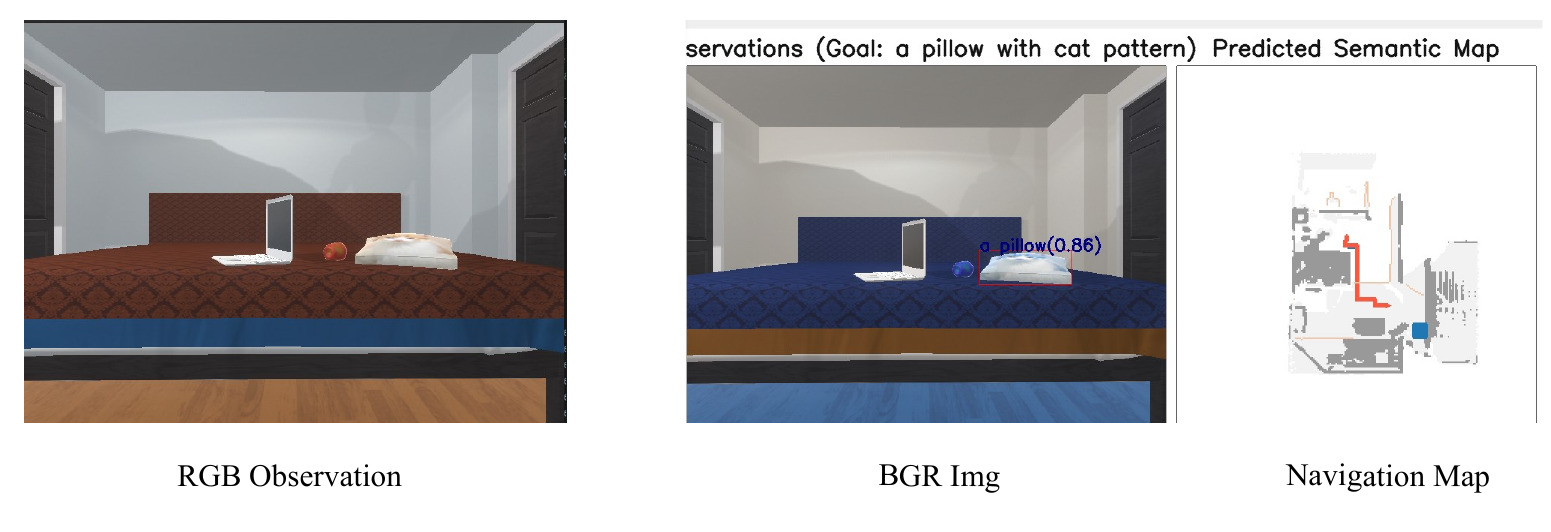 servations (Goal: a pillow with cat pattern) Predicted Semantic Map
a pillow(0.86)
RGB Observation
BGR Img
Navigation Map